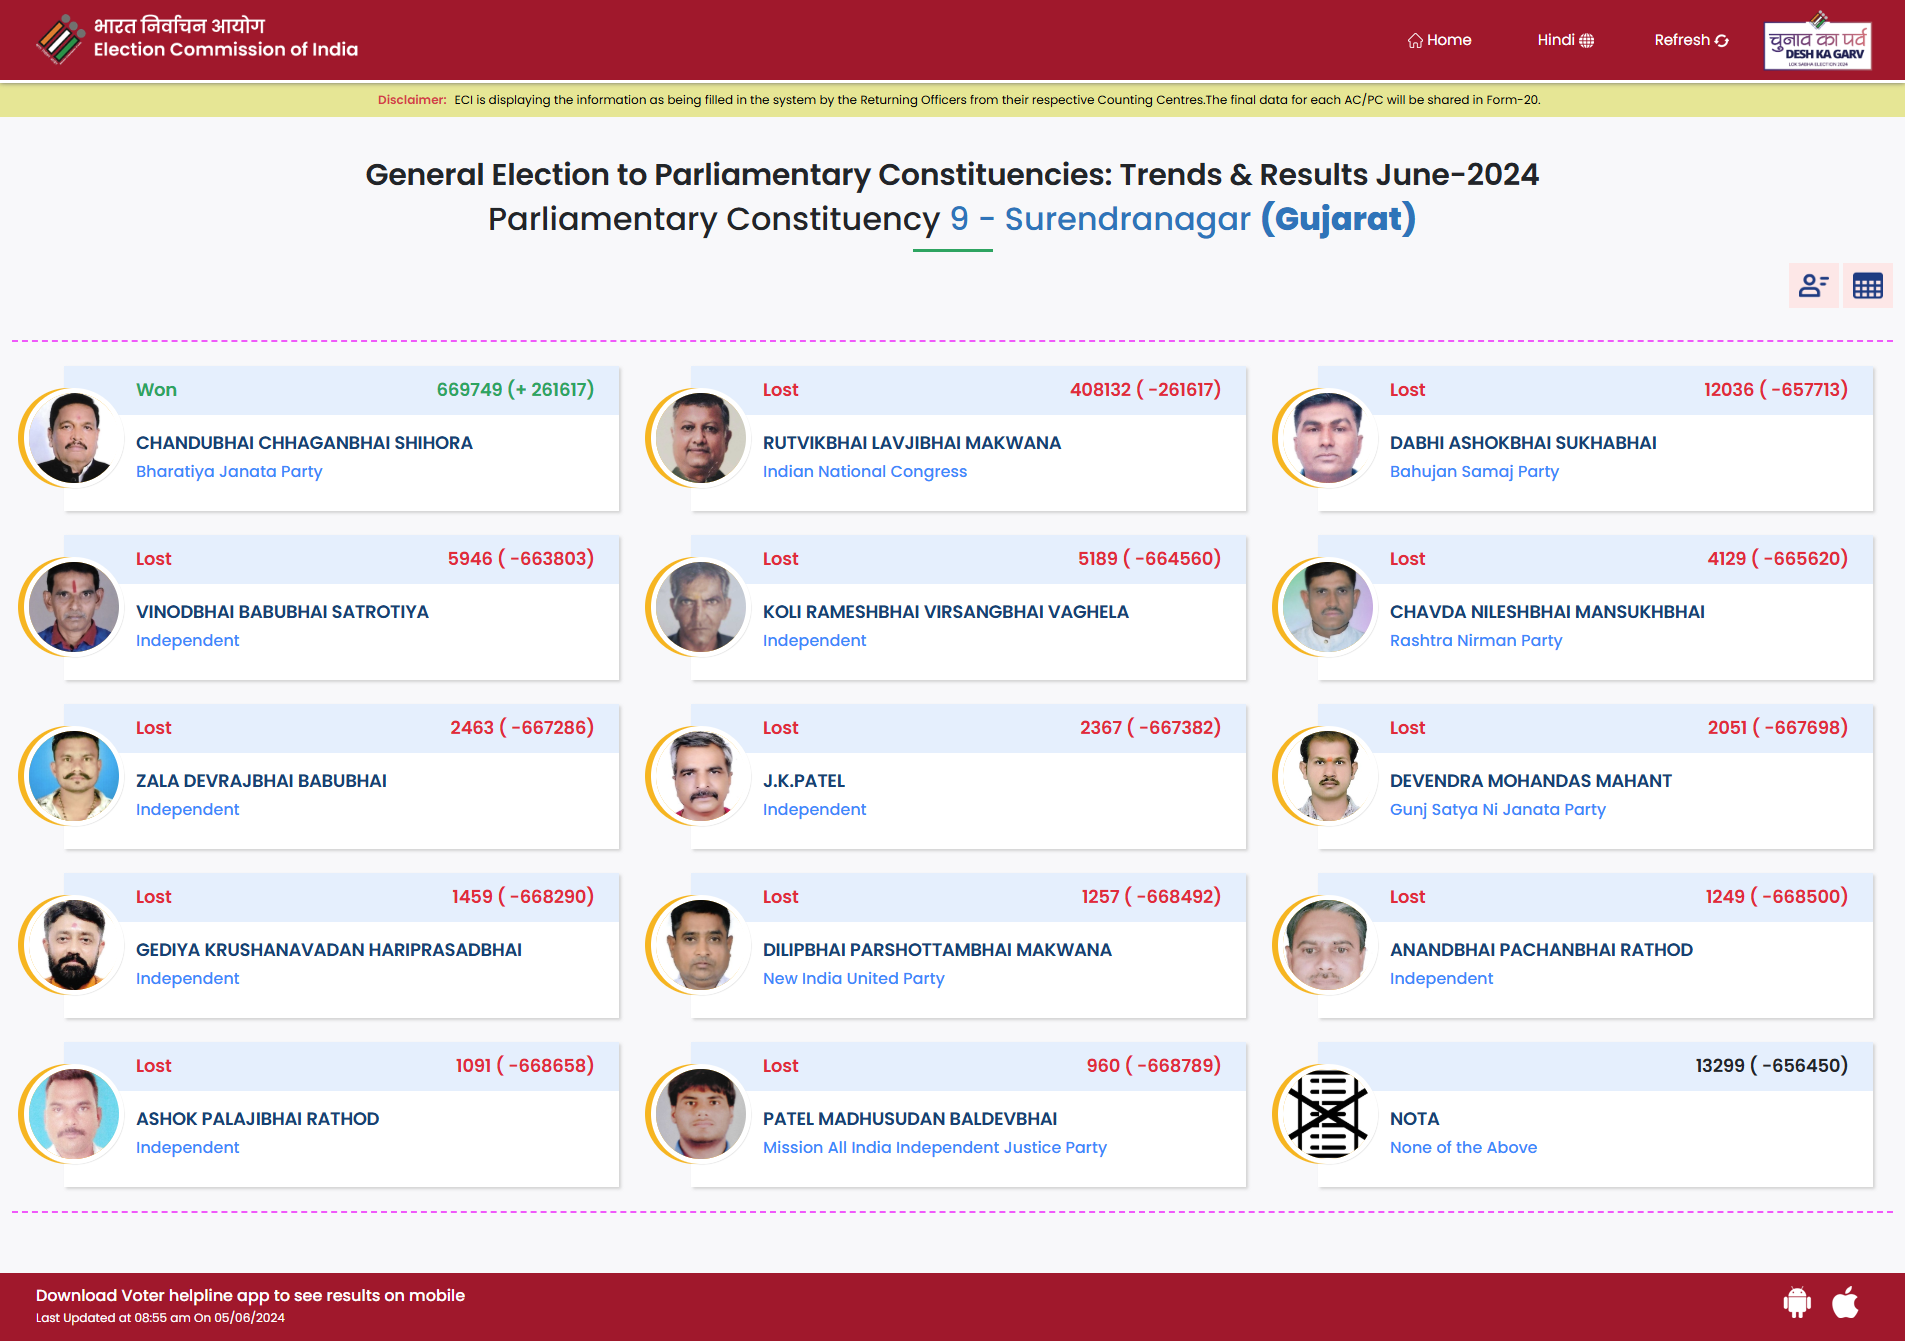 भारत निर्वाचन आयोग
Election Commission of India
Home
Hindi
Refresh
चुनाव का पर्व
DESH KA GARV
LOK SABHA ELECTION 2024
Disclaimer: ECI is displaying the information as being filled in the system by the Returning Officers from their respective Counting Centres.The final data for each AC/PC will be shared in Form-20.
General Election to Parliamentary Constituencies: Trends & Results June-2024
Parliamentary Constituency 9 - Surendranagar (Gujarat)
Won 669749 (+ 261617)
CHANDUBHAI CHHAGANBHAI SHIHORA
Bharatiya Janata Party
Lost 408132 ( -261617)
RUTVIKBHAI LAVJIBHAI MAKWANA
Indian National Congress
Lost 12036 ( -657713)
DABHI ASHOKBHAI SUKHABHAI
Bahujan Samaj Party
Lost 5946 ( -663803)
VINODBHAI BABUBHAI SATROTIYA
Independent
Lost 5189 ( -664560)
KOLI RAMESHBHAI VIRSANGBHAI VAGHELA
Independent
Lost 4129 ( -665620)
CHAVDA NILESHBHAI MANSUKHBHAI
Rashtra Nirman Party
Lost 2463 ( -667286)
ZALA DEVRAJBHAI BABUBHAI
Independent
Lost 2367 ( -667382)
J.K.PATEL
Independent
Lost 2051 ( -667698)
DEVENDRA MOHANDAS MAHANT
Gunj Satya Ni Janata Party
Lost 1459 ( -668290)
GEDIYA KRUSHANAVADAN HARIPRASADBHAI
Independent
Lost 1257 ( -668492)
DILIPBHAI PARSHOTTAMBHAI MAKWANA
New India United Party
Lost 1249 ( -668500)
ANANDBHAI PACHANBHAI RATHOD
Independent
Lost 1091 ( -668658)
ASHOK PALAJIBHAI RATHOD
Independent
Lost 960 ( -668789)
PATEL MADHUSUDAN BALDEVBHAI
Mission All India Independent Justice Party
13299 ( -656450)
NOTA
None of the Above
Download Voter helpline app to see results on mobile
Last Updated at 08:55 am On 05/06/2024